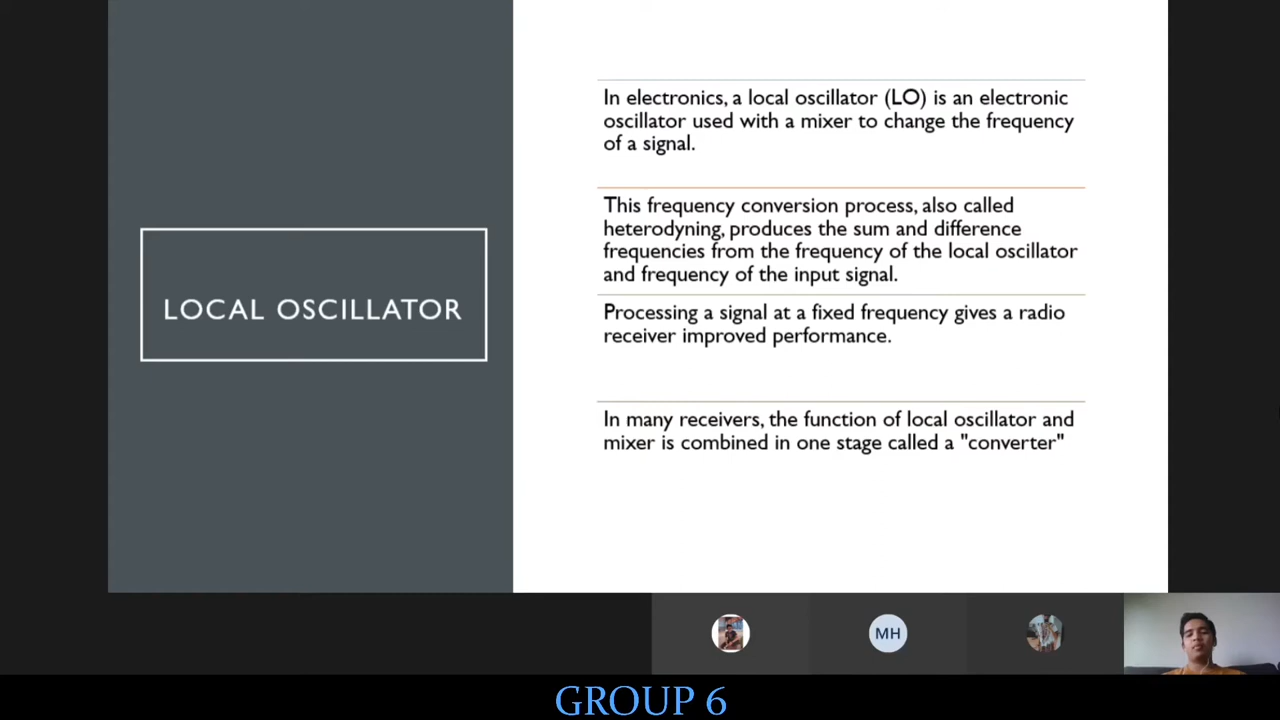 LOCAL OSCILLATOR
In electronics, a local oscillator (LO) is an electronic
oscillator used with a mixer to change the frequency
of a signal.
This frequency conversion process, also called
heterodyning, produces the sum and difference
frequencies from the frequency of the local oscillator
and frequency of the input signal.
Processing a signal at a fixed frequency gives a radio
receiver improved performance.
In many receivers, the function of local oscillator and
mixer is combined in one stage called a "converter"
MH
GROUP 6